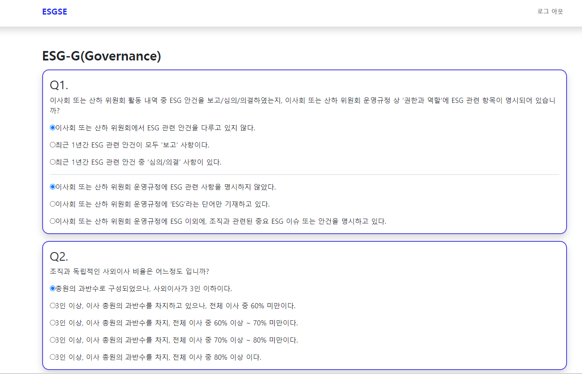 ESGSE
로그 아웃
ESG-G(Governance)
Q1.
이사회 또는 산하 위원회 활동 내역 중 ESG 안건을 보고/심의/의결하였는지, 이사회 또는 산하 위원회 운영규정 상 '권한과 역할'에 ESG 관련 항목이 명시되어 있습니
까?
이사회 또는 산하 위원회에서 ESG 관련 안건을 다루고 있지 않다.
최근 1년간 ESG 관련 안건이 모두 '보고' 사항이다.
최근 1년간 ESG 관련 안건 중 '심의/의결' 사항이 있다.
이사회 또는 산하 위원회 운영규정에 ESG 관련 사항을 명시하지 않았다.
이사회 또는 산하 위원회 운영규정에 'ESG'라는 단어만 기재하고 있다.
이사회 또는 산하 위원회 운영규정에 ESG 이외에, 조직과 관련된 중요 ESG 이슈 또는 안건을 명시하고 있다.
Q2.
조직과 독립적인 사외이사 비율은 어느정도 입니까?
총원의 과반수로 구성되었으나, 사외이사가 3인 이하이다.
3인 이상, 이사 총원의 과반수를 차지하고 있으나, 전체 이사 중 60% 미만이다.
3인 이상, 이사 총원의 과반수를 차지, 전체 이사 중 60% 이상 ~ 70% 미만이다.
3인 이상, 이사 총원의 과반수를 차지, 전체 이사 중 70% 이상 ~ 80% 미만이다.
3인 이상, 이사 총원의 과반수를 차지, 전체 이사 중 80% 이상 이다.